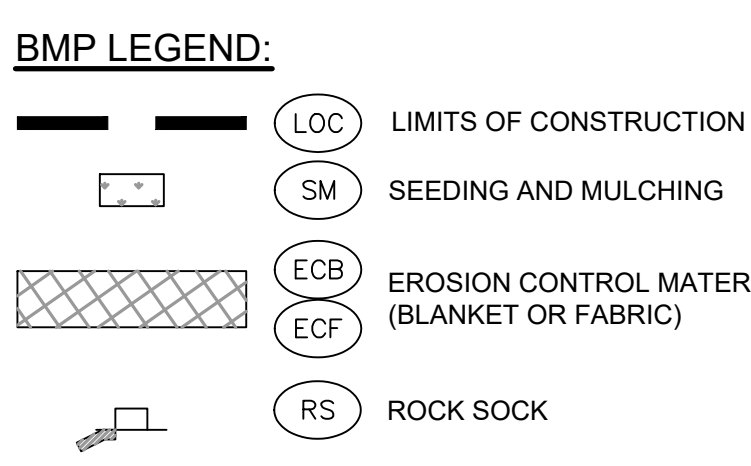 BMP LEGEND:
LOC LIMITS OF CONSTRUCTION
SM SEEDING AND MULCHING
ECB EROSION CONTROL MATER
ECF (BLANKET OR FABRIC)
RS ROCK SOCK